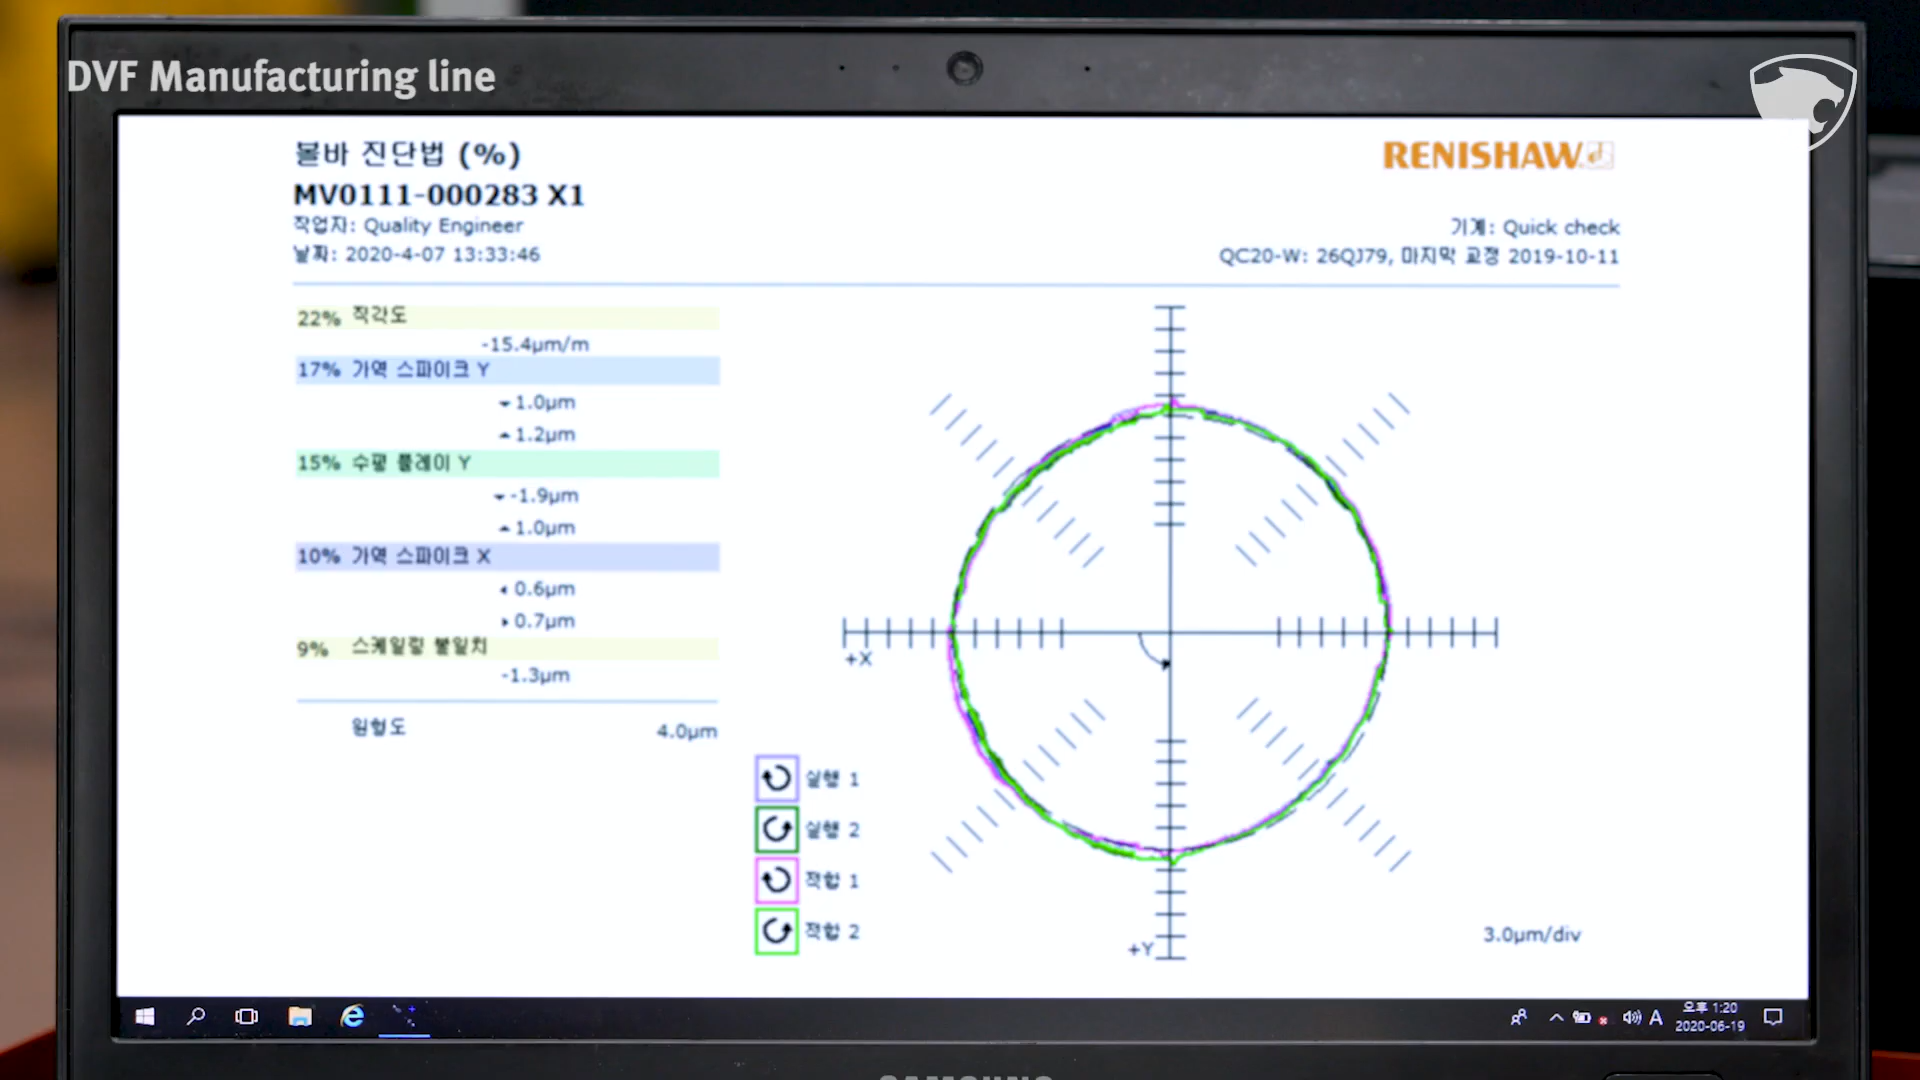 DVF Manufacturing line
볼바 진단법 (%)
RENISHAW
MV0111-000283 X1
작업자: Quality Engineer
기계: Quick check
날짜: 2020-4-07 13:33:46
QC20-W: 26QJ79, 마지막 교정 2019-10-11
22% 직각도
-15.4µm/m
17% 가역 스파이크 Y
1.0µm
1.2µm
15% 수평 플레이 Y
-1.9µm
1.0µm
10% 가역 스파이크 X
0.6µm
0.7µm
9% 스케일링 불일치
-1.3µm
원형도 4.0µm
+X
실행 1
실행 2
적합 1
적합 2
+Y
3.0µm/div
A
오후 1:20
2020-06-19
SAMSUNG